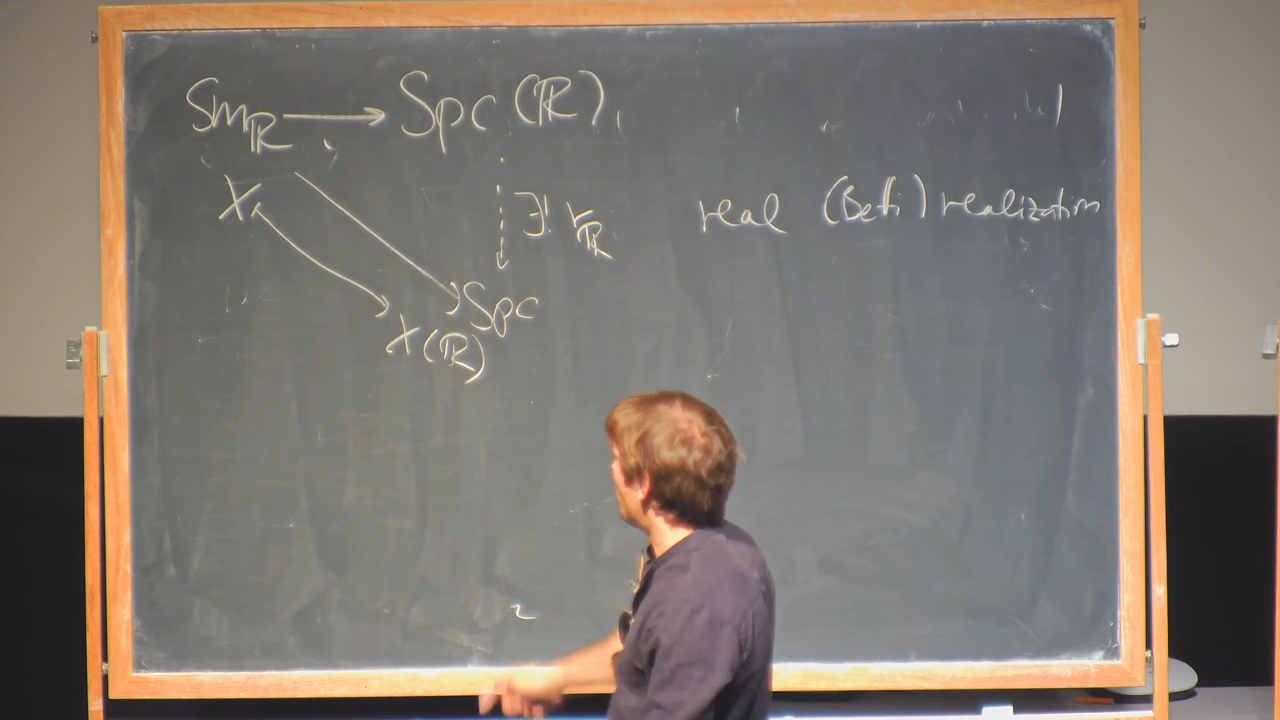 Sm_ℝ ⟶ Spc (ℝ)
X ∃! r_ℝ real (Betti) realization
Spc
X(ℝ)